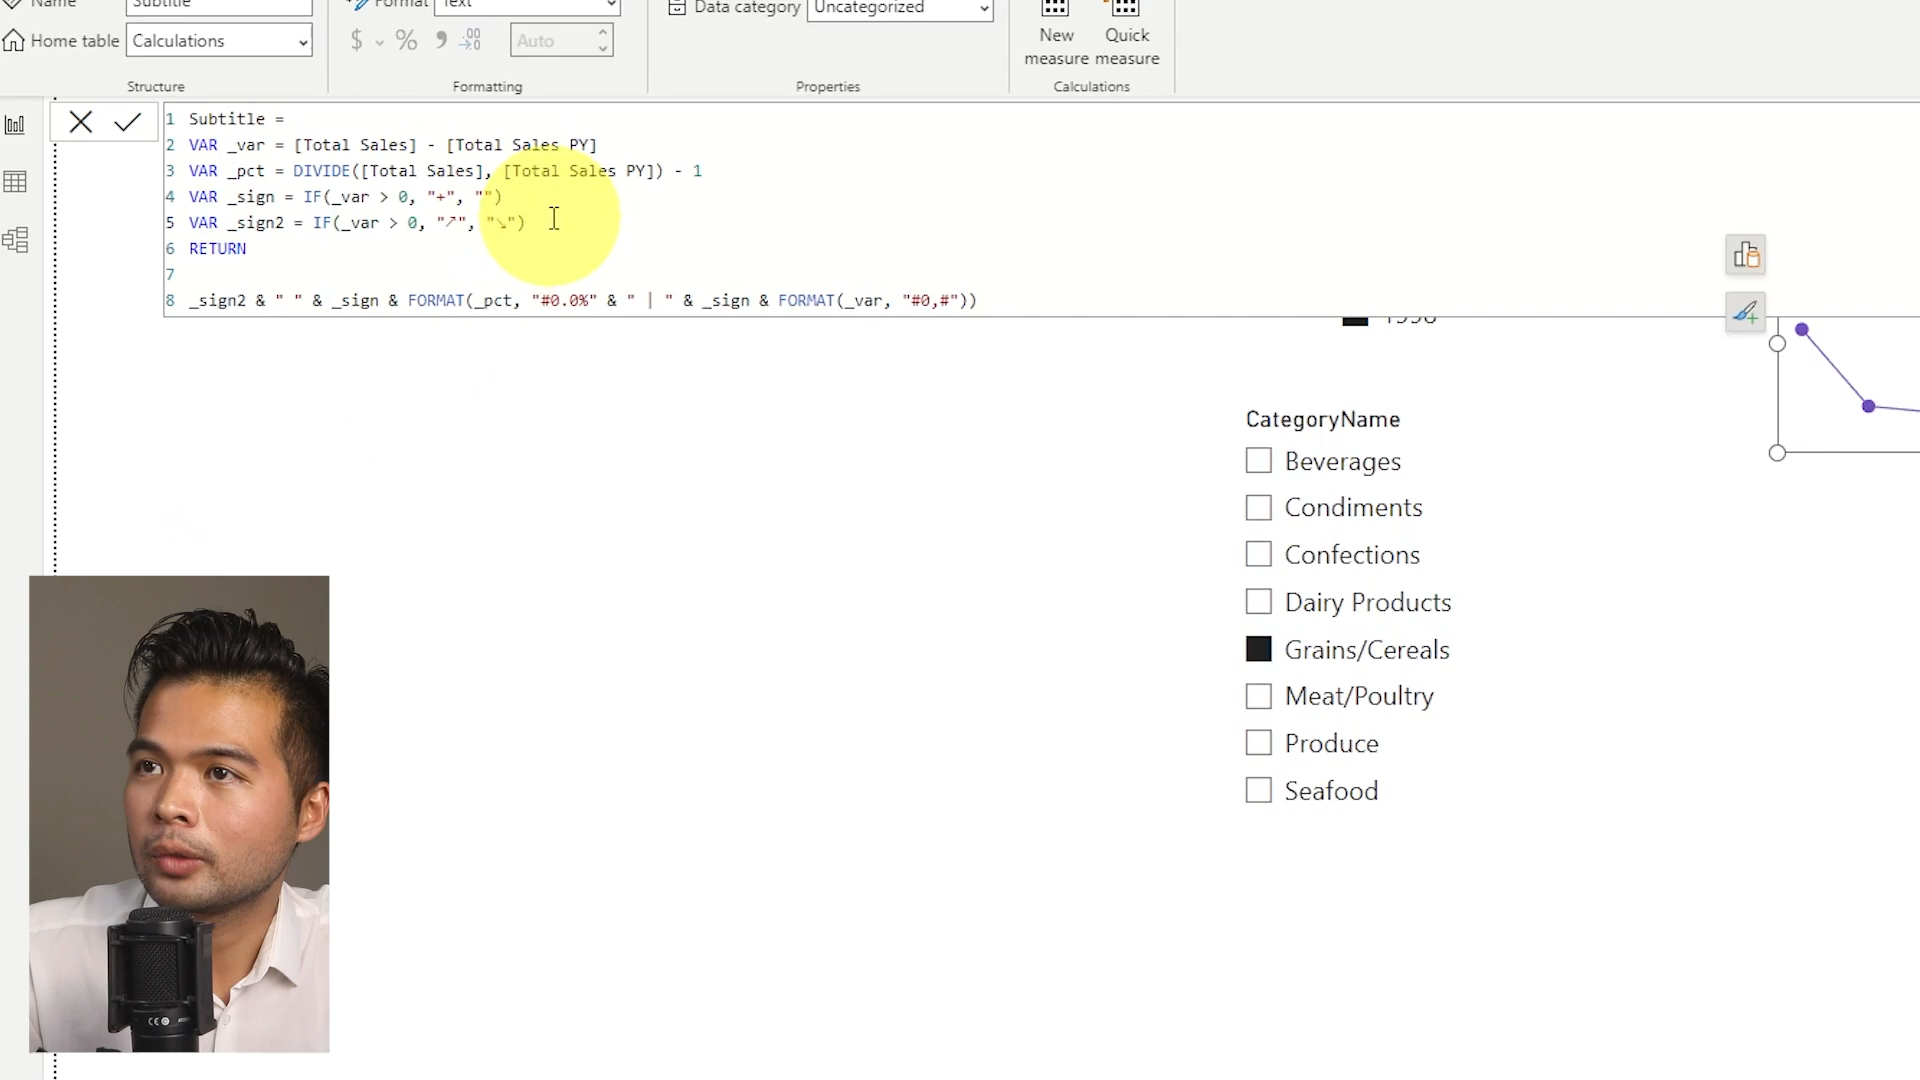 Name Subtitle
Format Text
Data category Uncategorized
New measure
Quick measure
Home table Calculations
$ % Auto
Structure
Formatting
Properties
Calculations
1 Subtitle =
2 VAR _var = [Total Sales] - [Total Sales PY]
3 VAR _pct = DIVIDE([Total Sales], [Total Sales PY]) - 1
4 VAR _sign = IF(_var > 0, "+", "")
5 VAR _sign2 = IF(_var > 0, "↗", "↘")
6 RETURN
7
8 _sign2 & " " & _sign & FORMAT(_pct, "#0.0%" & " | " & _sign & FORMAT(_var, "#0,#"))
1998
CategoryName
Beverages
Condiments
Confections
Dairy Products
Grains/Cereals
Meat/Poultry
Produce
Seafood